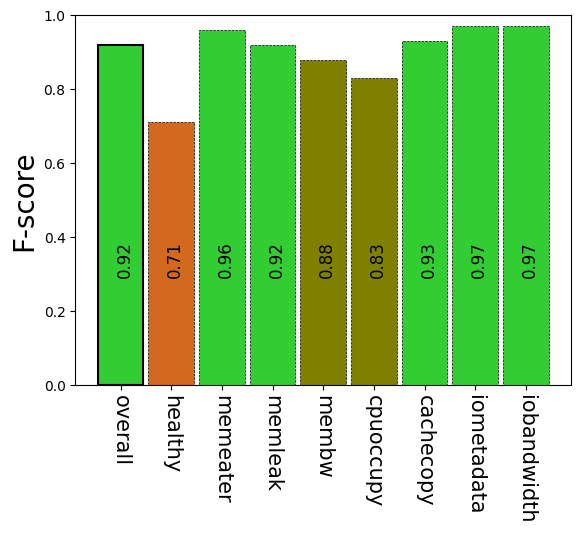 F-score
1.0
0.8
0.6
0.4
0.2
0.0
0.92
0.71
0.96
0.92
0.88
0.83
0.93
0.97
0.97
overall
healthy
memeater
memleak
membw
cpuoccupy
cachecopy
iometadata
iobandwidth